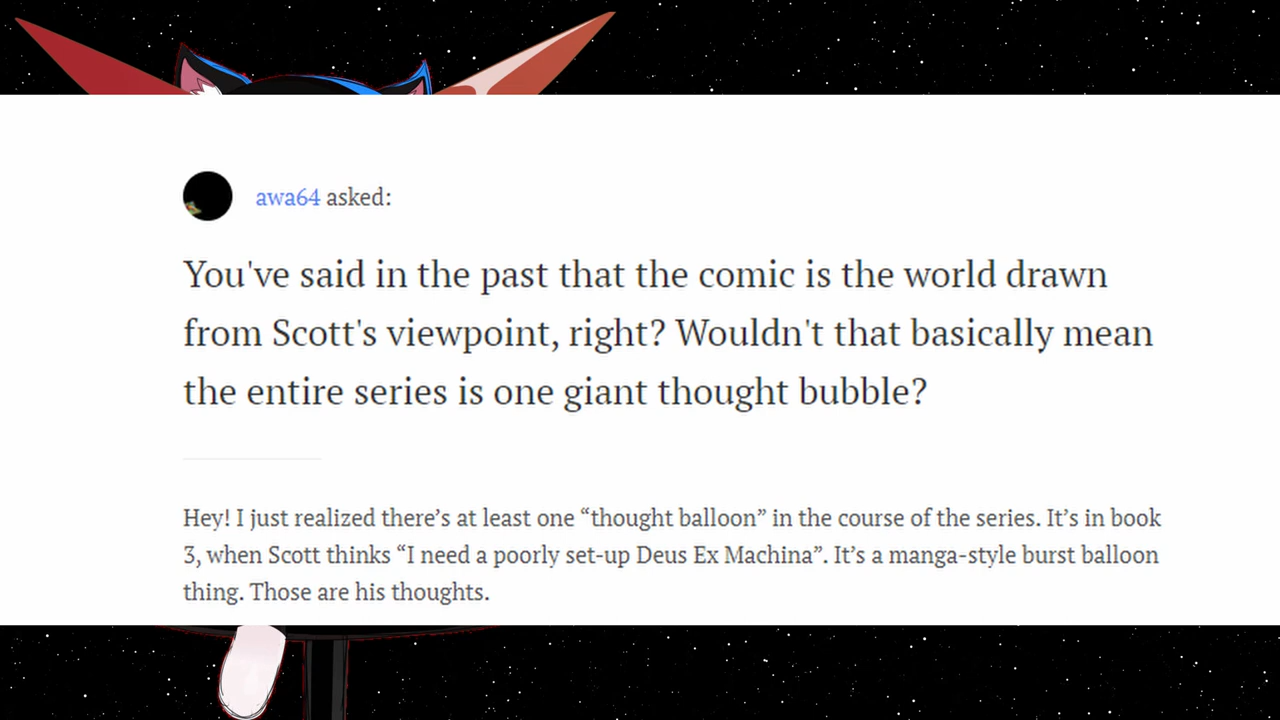 awa64 asked:
You've said in the past that the comic is the world drawn
from Scott's viewpoint, right? Wouldn't that basically mean
the entire series is one giant thought bubble?
Hey! I just realized there’s at least one “thought balloon” in the course of the series. It’s in book
3, when Scott thinks “I need a poorly set-up Deus Ex Machina”. It’s a manga-style burst balloon
thing. Those are his thoughts.